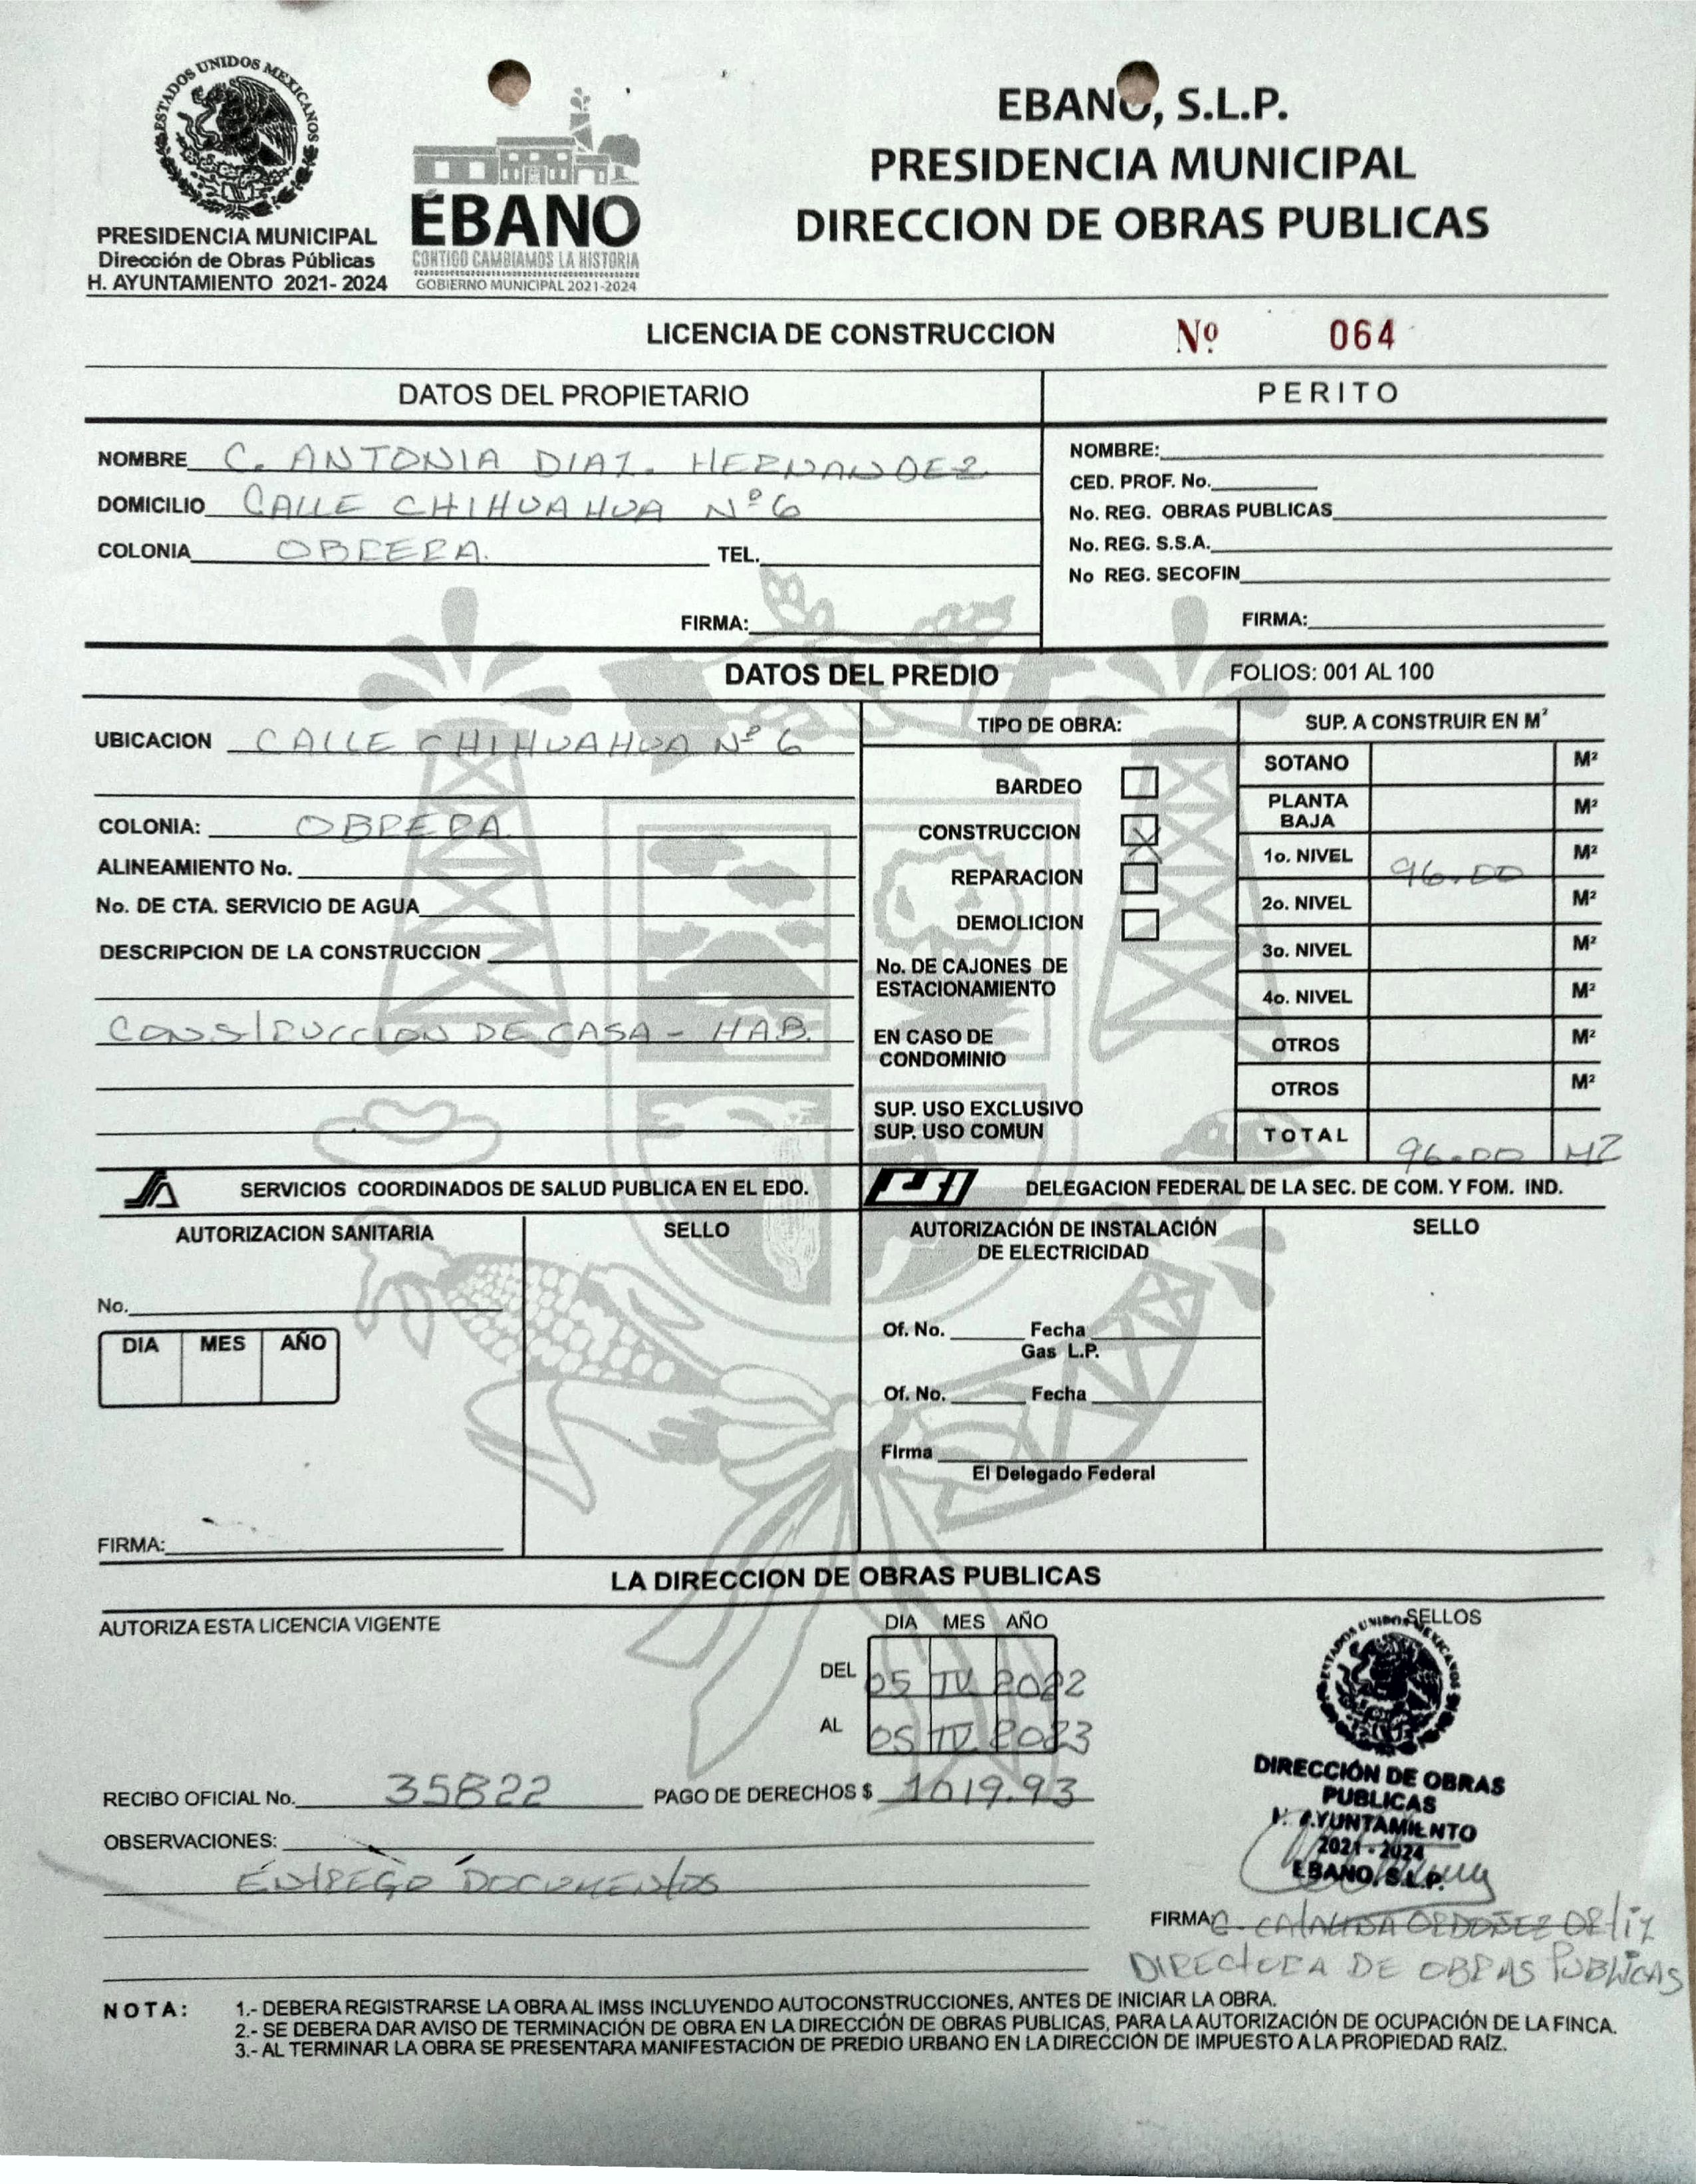 ESTADOS UNIDOS MEXICANOS
PRESIDENCIA MUNICIPAL
Dirección de Obras Públicas
H. AYUNTAMIENTO 2021- 2024
ÉBANO
CONTIGO CAMBIAMOS LA HISTORIA
GOBIERNO MUNICIPAL 2021-2024
EBANO, S.L.P.
PRESIDENCIA MUNICIPAL
DIRECCION DE OBRAS PUBLICAS
LICENCIA DE CONSTRUCCION Nº 064
DATOS DEL PROPIETARIO
NOMBRE C. ANTONIA DIAZ. HERNANDEZ
DOMICILIO CALLE CHIHUAHUA Nº 6
COLONIA OBRERA. TEL.
FIRMA:
PERITO
NOMBRE:
CED. PROF. No.
No. REG. OBRAS PUBLICAS
No. REG. S.S.A.
No REG. SECOFIN
FIRMA:
DATOS DEL PREDIO FOLIOS: 001 AL 100
UBICACION CALLE CHIHUAHUA Nº 6
COLONIA: OBRERA.
ALINEAMIENTO No.
No. DE CTA. SERVICIO DE AGUA
DESCRIPCION DE LA CONSTRUCCION
CONSTRUCCION DE CASA - HAB.
TIPO DE OBRA:
BARDEO
CONSTRUCCION X
REPARACION
DEMOLICION
No. DE CAJONES DE
ESTACIONAMIENTO
EN CASO DE
CONDOMINIO
SUP. USO EXCLUSIVO
SUP. USO COMUN
SUP. A CONSTRUIR EN M²
SOTANO M²
PLANTA
BAJA M²
1o. NIVEL 96.00 M²
2o. NIVEL M²
3o. NIVEL M²
4o. NIVEL M²
OTROS M²
OTROS M²
TOTAL 96.00 M2
SERVICIOS COORDINADOS DE SALUD PUBLICA EN EL EDO.
AUTORIZACION SANITARIA SELLO
No.
DIA MES AÑO
FIRMA:
DELEGACION FEDERAL DE LA SEC. DE COM. Y FOM. IND.
AUTORIZACIÓN DE INSTALACIÓN SELLO
DE ELECTRICIDAD
Of. No. Fecha
Gas L.P.
Of. No. Fecha
Firma
El Delegado Federal
LA DIRECCION DE OBRAS PUBLICAS
AUTORIZA ESTA LICENCIA VIGENTE
DIA MES AÑO
DEL 05 IV. 2022
AL 05 IV. 2023
RECIBO OFICIAL No. 35822 PAGO DE DERECHOS $ 1019.93
OBSERVACIONES:
ENTREGO DOCUMENTOS
SELLOS
ESTADOS UNIDOS MEXICANOS
DIRECCIÓN DE OBRAS
PUBLICAS
H. AYUNTAMIENTO
2021 - 2024
EBANO, S.L.P.
FIRMA: C. CATALINA ORDOÑEZ ORTIZ
DIRECTORA DE OBRAS PUBLICAS
NOTA: 1.- DEBERA REGISTRARSE LA OBRA AL IMSS INCLUYENDO AUTOCONSTRUCCIONES, ANTES DE INICIAR LA OBRA.
2.- SE DEBERA DAR AVISO DE TERMINACIÓN DE OBRA EN LA DIRECCIÓN DE OBRAS PUBLICAS, PARA LA AUTORIZACIÓN DE OCUPACIÓN DE LA FINCA.
3.- AL TERMINAR LA OBRA SE PRESENTARA MANIFESTACIÓN DE PREDIO URBANO EN LA DIRECCIÓN DE IMPUESTO A LA PROPIEDAD RAÍZ.